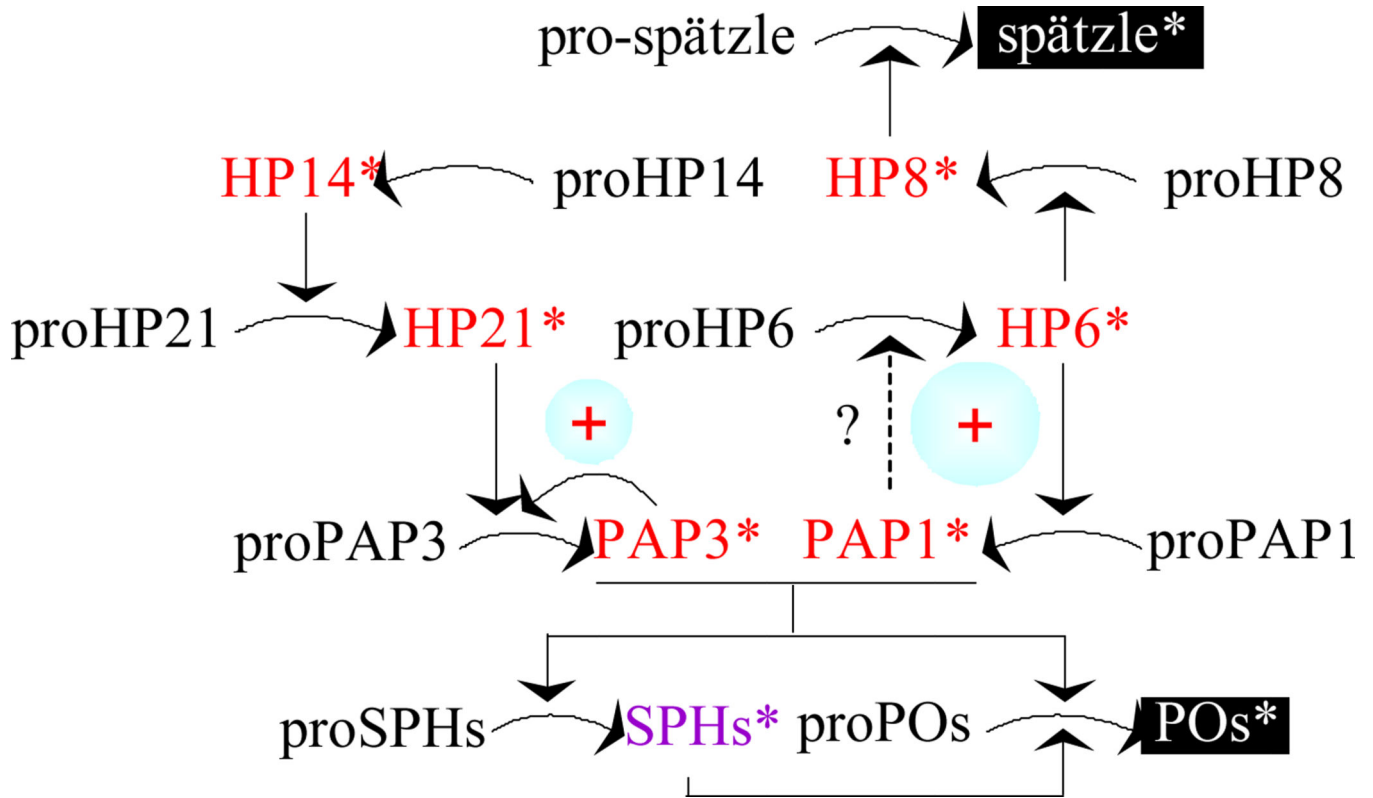 pro-spätzle spätzle*
HP14* proHP14 HP8* proHP8
proHP21 HP21* proHP6 HP6*
+ ? +
proPAP3 PAP3* PAP1* proPAP1
proSPHs SPHs* proPOs POs*